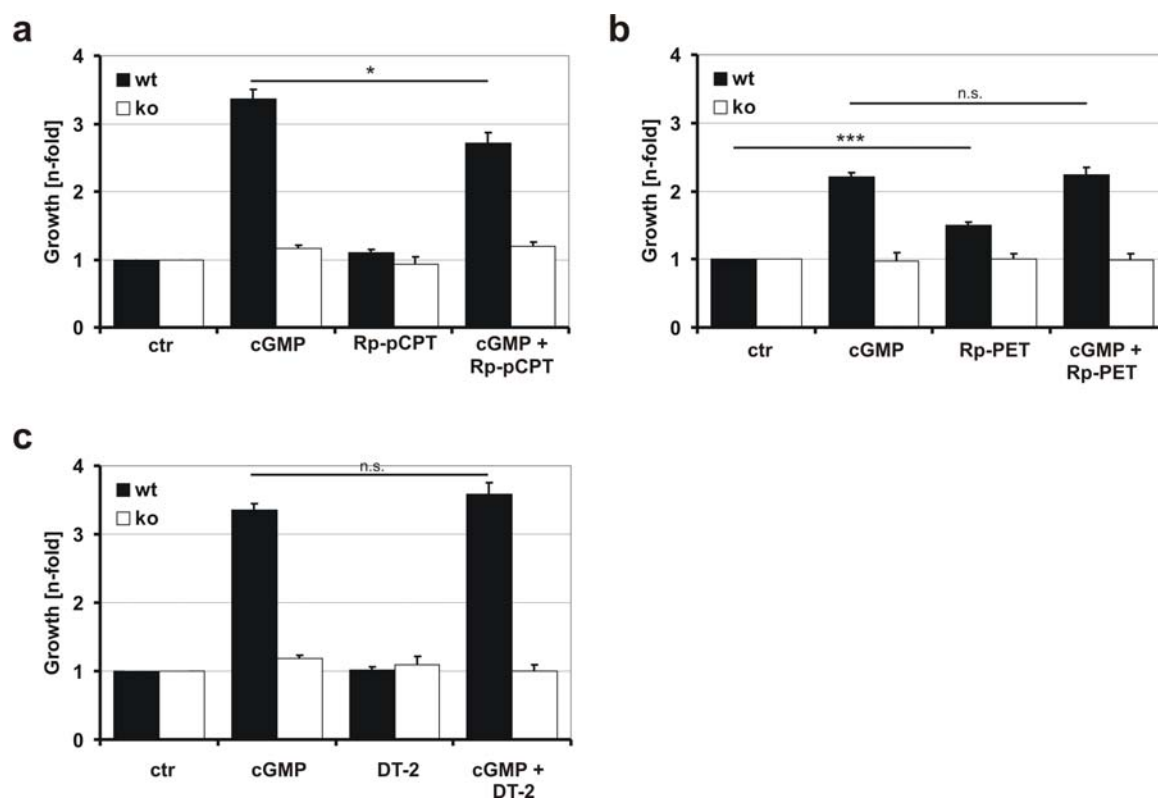 a
4
3
2
1
0
Growth [n-fold]
wt
ko
*
ctr
cGMP
Rp-pCPT
cGMP +
Rp-pCPT
b
4
3
2
1
0
Growth [n-fold]
wt
ko
n.s.
***
ctr
cGMP
Rp-PET
cGMP +
Rp-PET
c
4
3
2
1
0
Growth [n-fold]
wt
ko
n.s.
ctr
cGMP
DT-2
cGMP +
DT-2